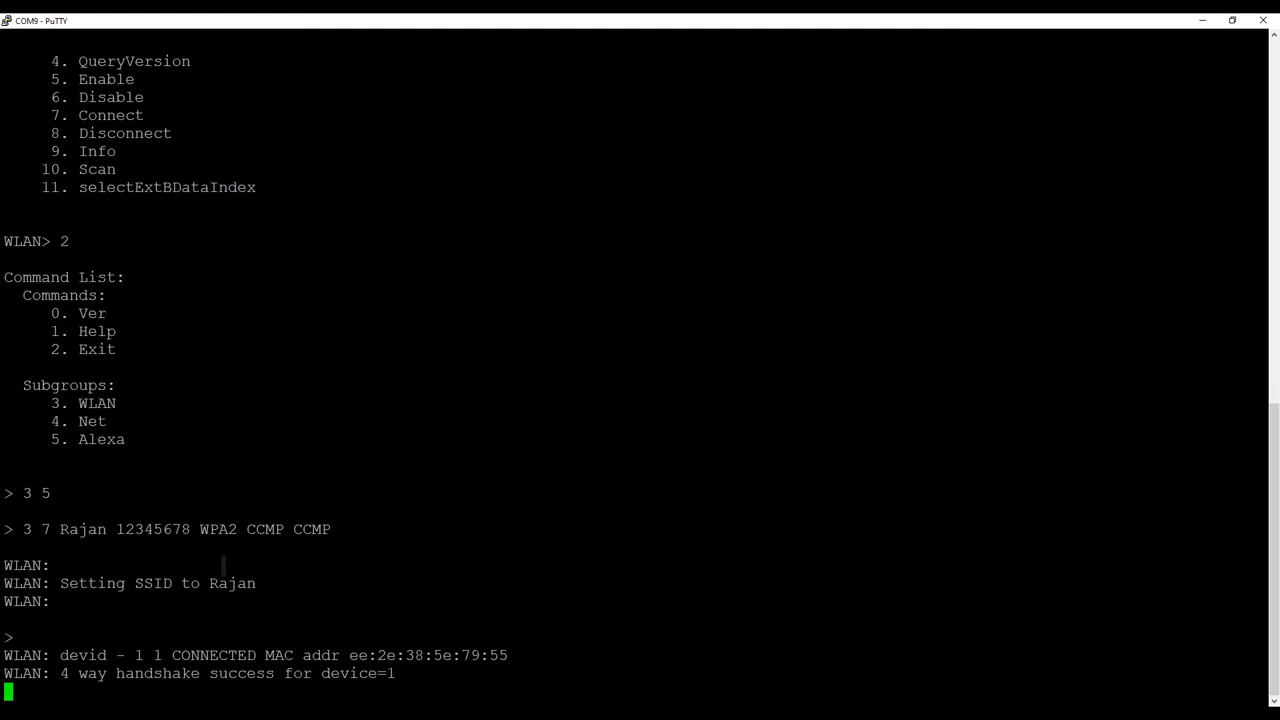 COM9 - PuTTY
4. QueryVersion
5. Enable
6. Disable
7. Connect
8. Disconnect
9. Info
10. Scan
11. selectExtBDataIndex
WLAN> 2
Command List:
Commands:
0. Ver
1. Help
2. Exit
Subgroups:
3. WLAN
4. Net
5. Alexa
> 3 5
> 3 7 Rajan 12345678 WPA2 CCMP CCMP
WLAN:
WLAN: Setting SSID to Rajan
WLAN:
>
WLAN: devid - 1 1 CONNECTED MAC addr ee:2e:38:5e:79:55
WLAN: 4 way handshake success for device=1